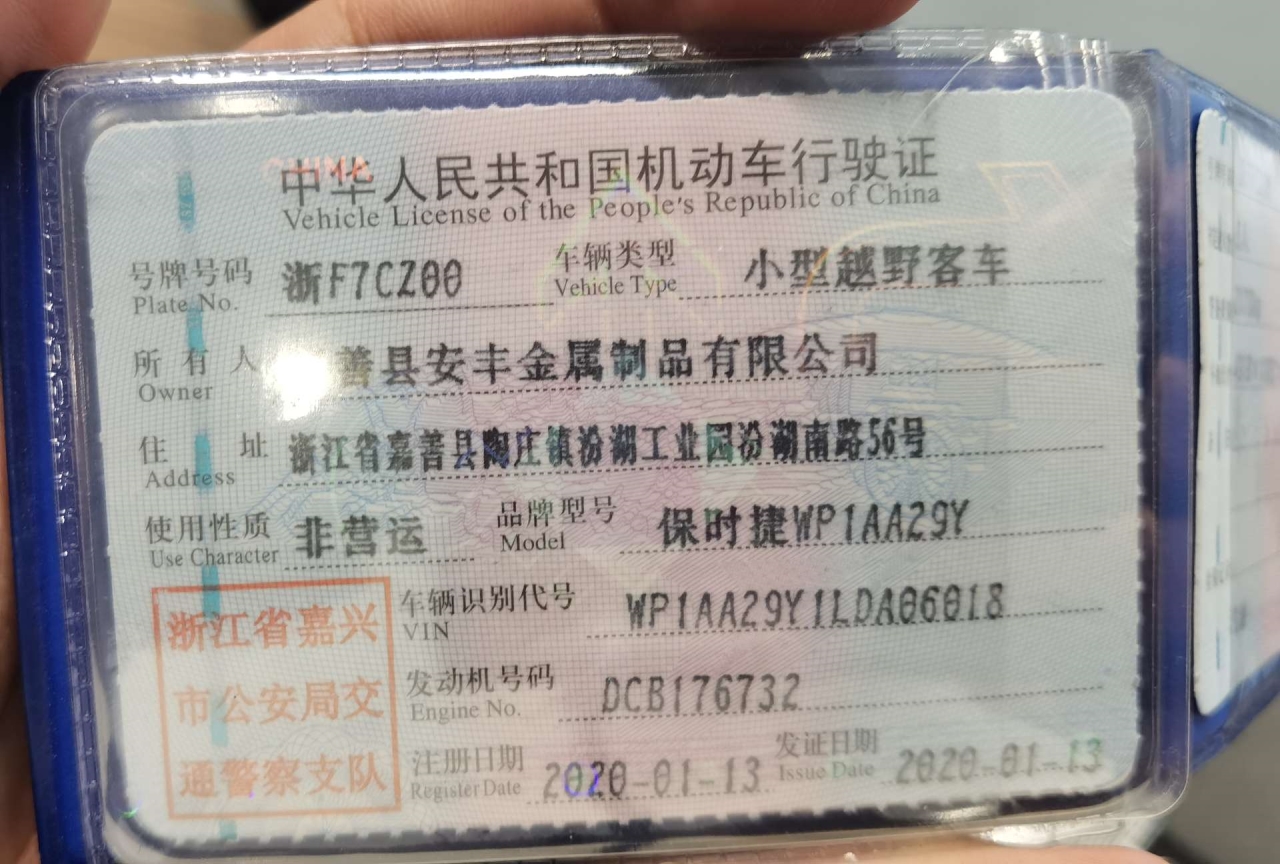 中华人民共和国机动车行驶证
Vehicle License of the People's Republic of China
号牌号码 浙F7CZ00 车辆类型 小型越野客车
Plate No. Vehicle Type
所有人 善县安丰金属制品有限公司
Owner
住址 浙江省嘉善县陶庄镇汾湖工业园汾湖南路56号
Address
使用性质 非营运 品牌型号 保时捷WP1AA29Y
Use Character Model
浙江省嘉兴
市公安局交
通警察支队
车辆识别代号 WP1AA29Y1LDA06018
VIN
发动机号码 DCB176732
Engine No.
注册日期 2020-01-13 发证日期 2020-01-13
Register Date Issue Date